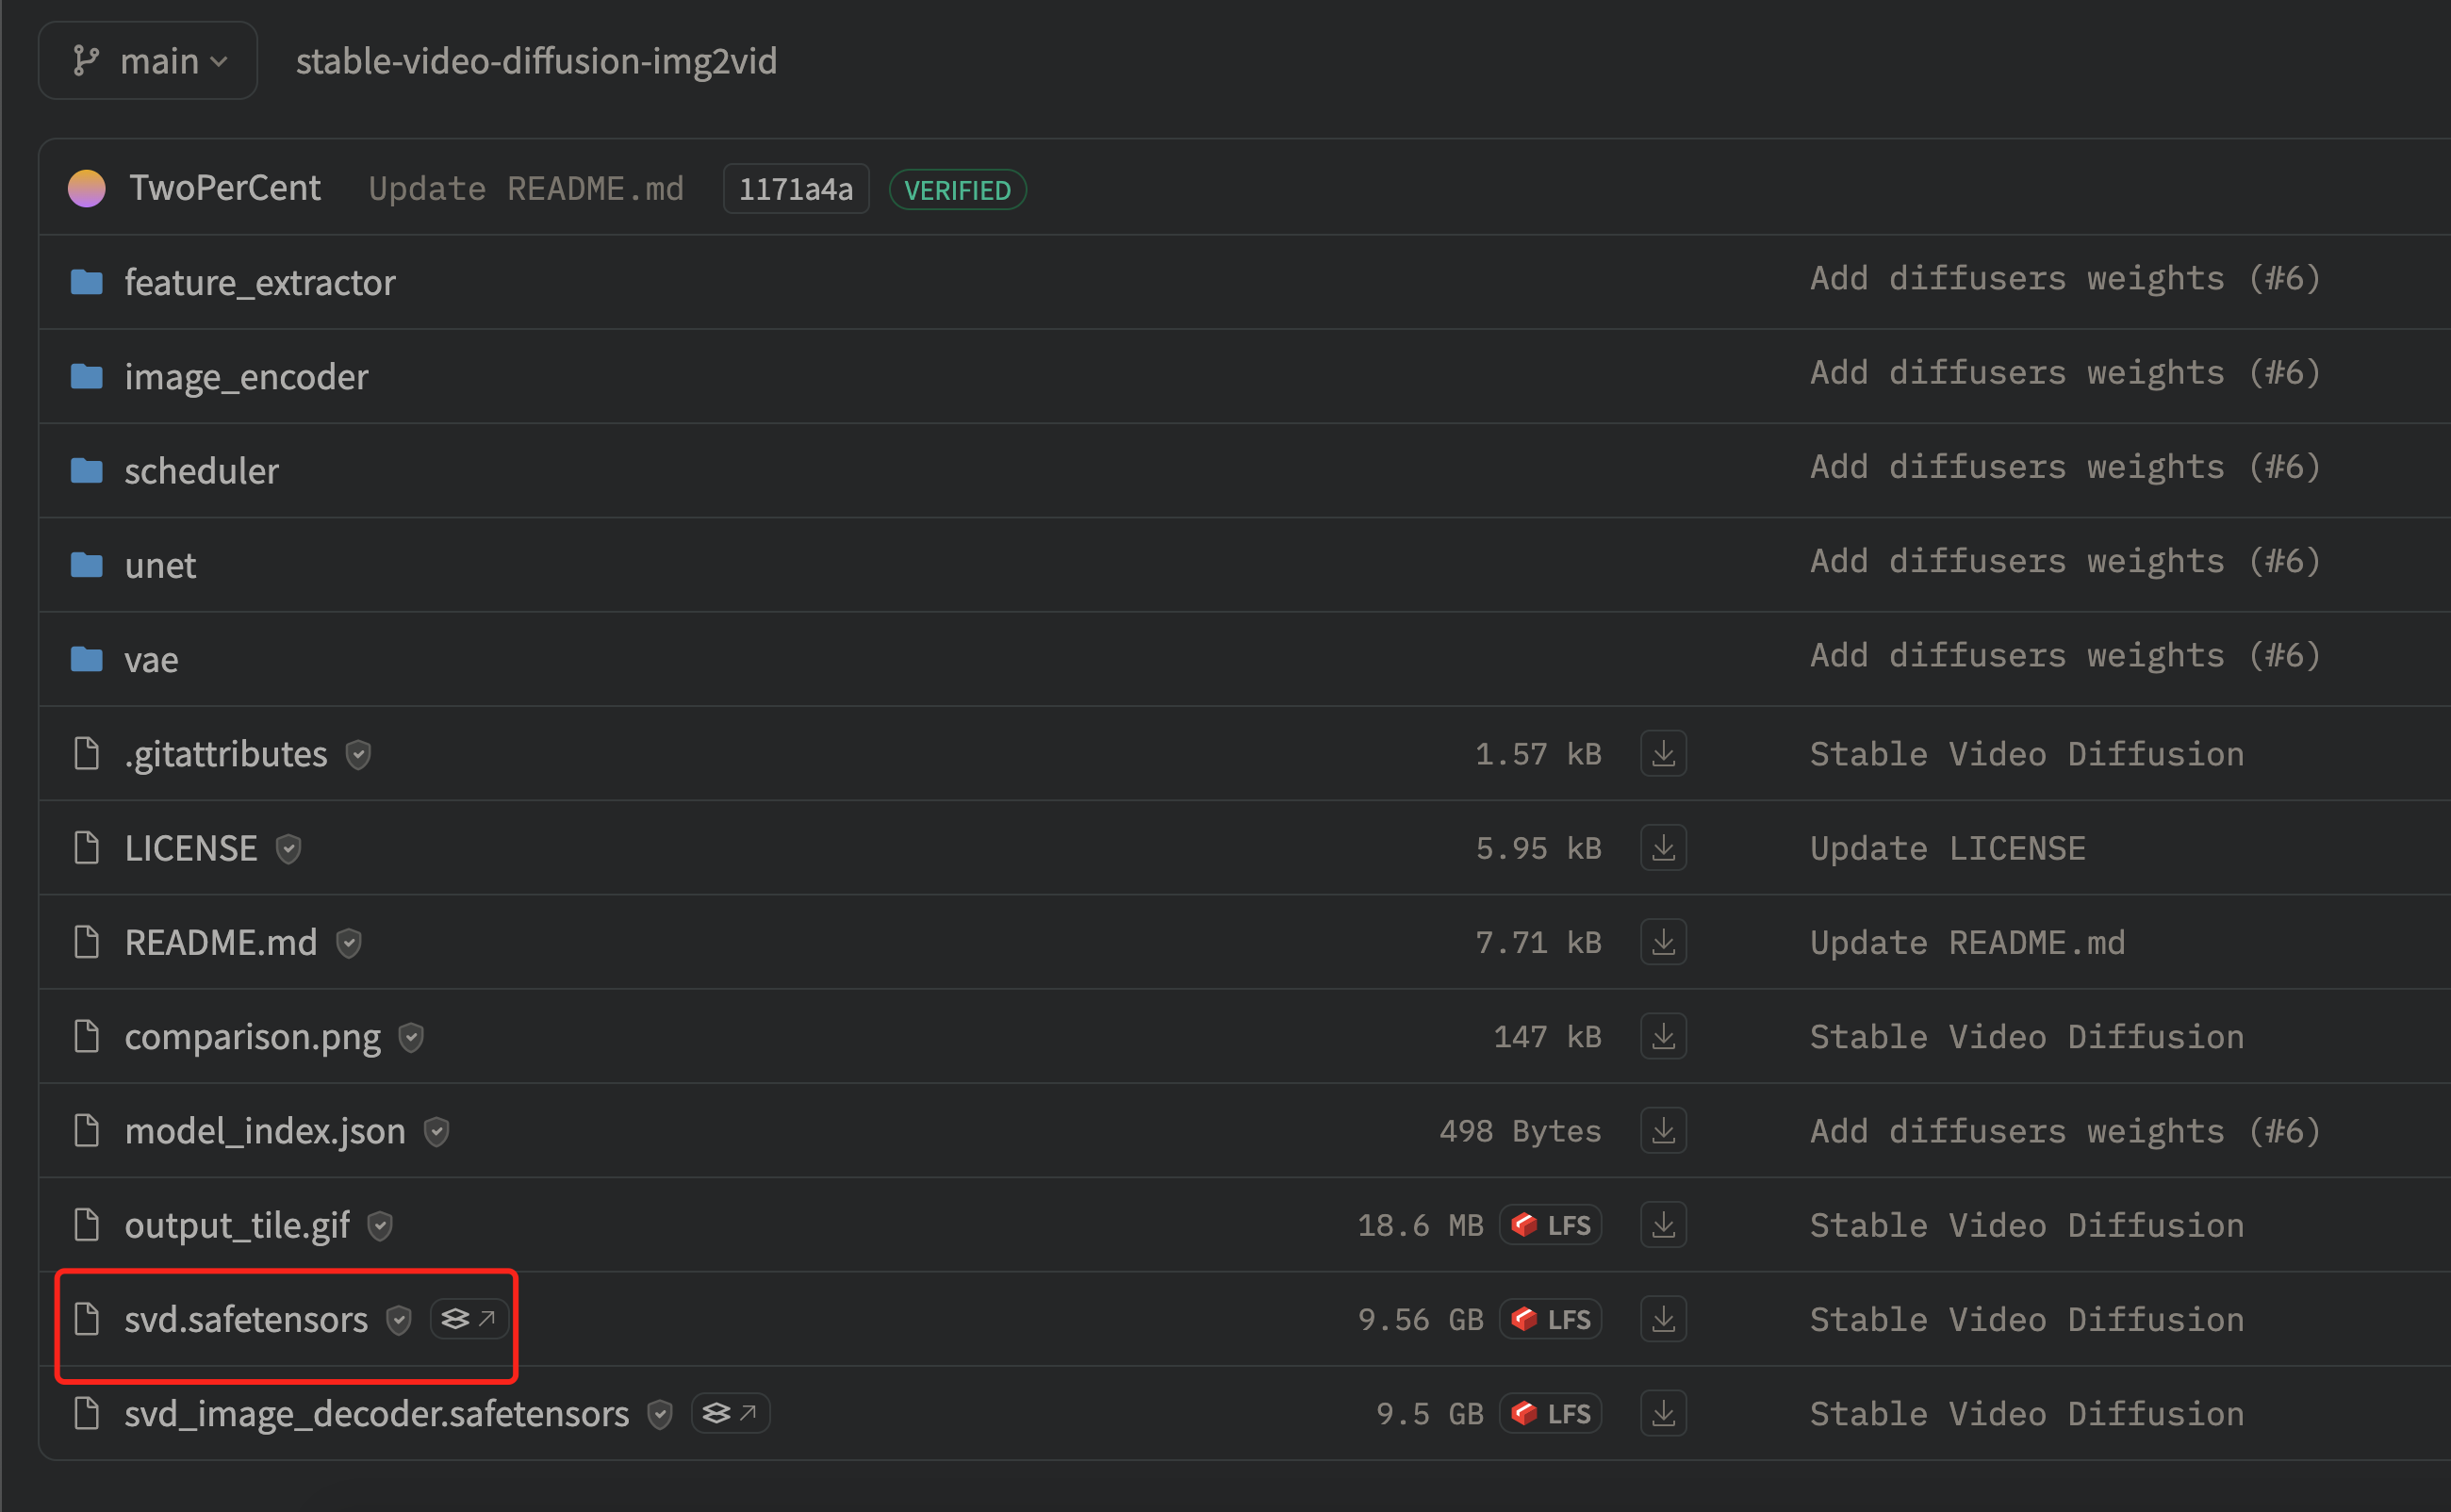 main stable-video-diffusion-img2vid
TwoPerCent Update README.md 1171a4a VERIFIED
feature_extractor Add diffusers weights (#6)
image_encoder Add diffusers weights (#6)
scheduler Add diffusers weights (#6)
unet Add diffusers weights (#6)
vae Add diffusers weights (#6)
.gitattributes 1.57 kB Stable Video Diffusion
LICENSE 5.95 kB Update LICENSE
README.md 7.71 kB Update README.md
comparison.png 147 kB Stable Video Diffusion
model_index.json 498 Bytes Add diffusers weights (#6)
output_tile.gif 18.6 MB LFS Stable Video Diffusion
svd.safetensors 9.56 GB LFS Stable Video Diffusion
svd_image_decoder.safetensors 9.5 GB LFS Stable Video Diffusion